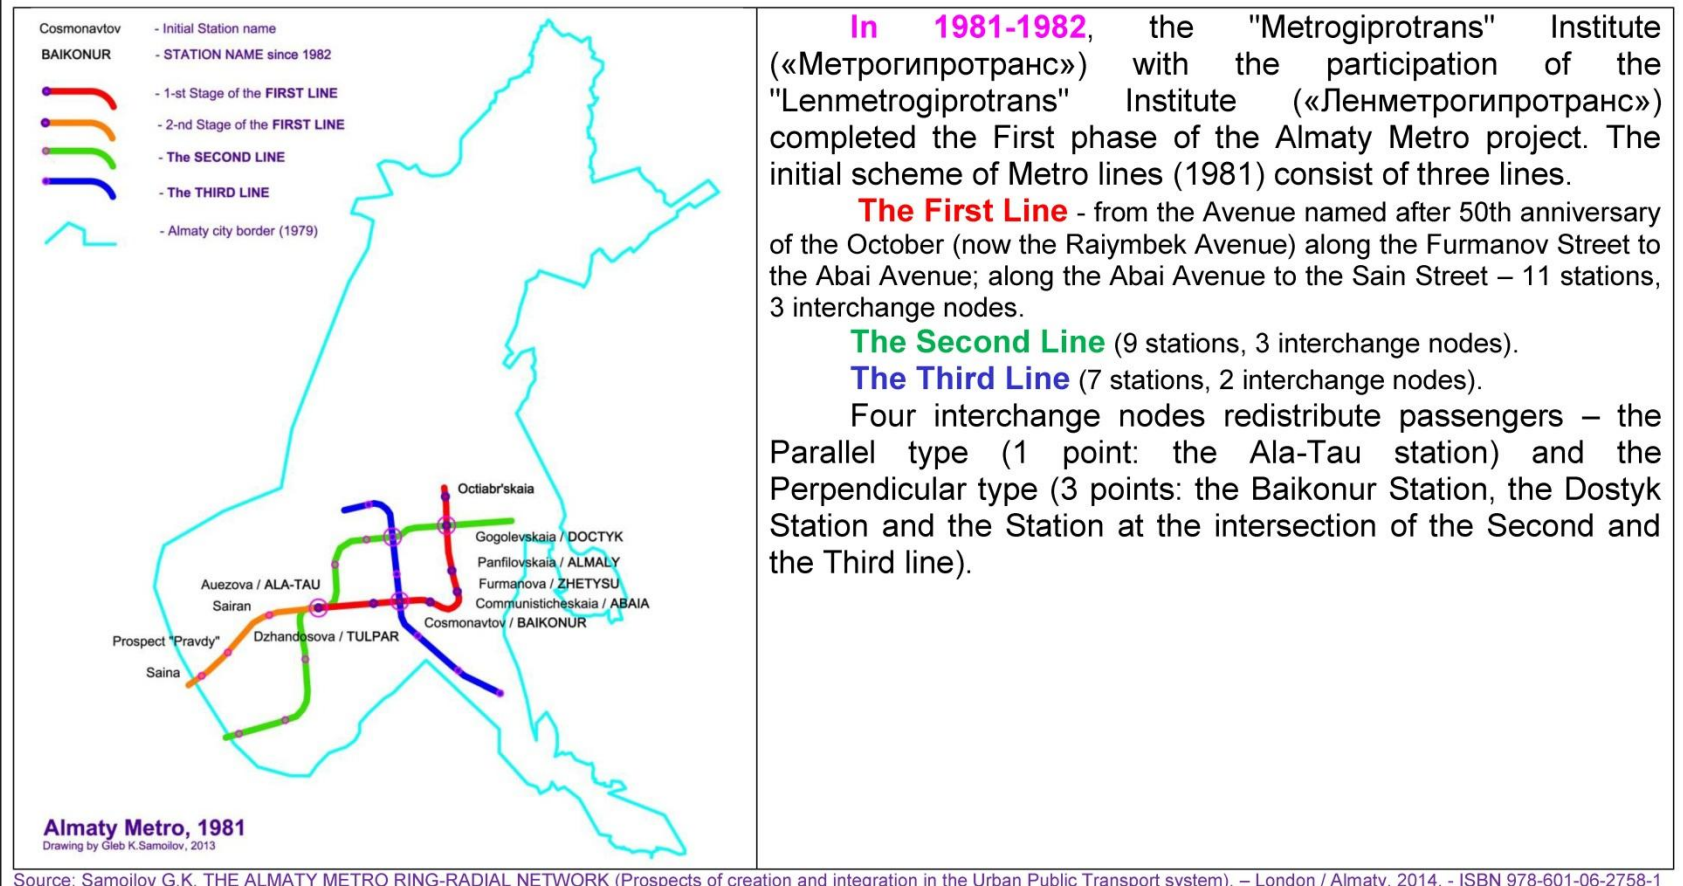 Cosmonavtov - Initial Station name
BAIKONUR - STATION NAME since 1982
- 1-st Stage of the FIRST LINE
- 2-nd Stage of the FIRST LINE
- The SECOND LINE
- The THIRD LINE
- Almaty city border (1979)
Octiabr'skaia
Gogolevskaia / DOCTYK
Panfilovskaia / ALMALY
Auezova / ALA-TAU
Furmanova / ZHETYSU
Sairan
Communisticheskaia / ABAIA
Cosmonavtov / BAIKONUR
Prospect "Pravdy"
Dzhandosova / TULPAR
Saina
Almaty Metro, 1981
Drawing by Gleb K.Samoilov, 2013
In 1981-1982, the "Metrogiprotrans" Institute
(«Метрогипротранс») with the participation of the
"Lenmetrogiprotrans" Institute («Ленметрогипротранс»)
completed the First phase of the Almaty Metro project. The
initial scheme of Metro lines (1981) consist of three lines.
The First Line - from the Avenue named after 50th anniversary
of the October (now the Raiymbek Avenue) along the Furmanov Street to
the Abai Avenue; along the Abai Avenue to the Sain Street – 11 stations,
3 interchange nodes.
The Second Line (9 stations, 3 interchange nodes).
The Third Line (7 stations, 2 interchange nodes).
Four interchange nodes redistribute passengers – the
Parallel type (1 point: the Ala-Tau station) and the
Perpendicular type (3 points: the Baikonur Station, the Dostyk
Station and the Station at the intersection of the Second and
the Third line).
Source: Samoilov G.K. THE ALMATY METRO RING-RADIAL NETWORK (Prospects of creation and integration in the Urban Public Transport system). – London / Almaty, 2014. - ISBN 978-601-06-2758-1